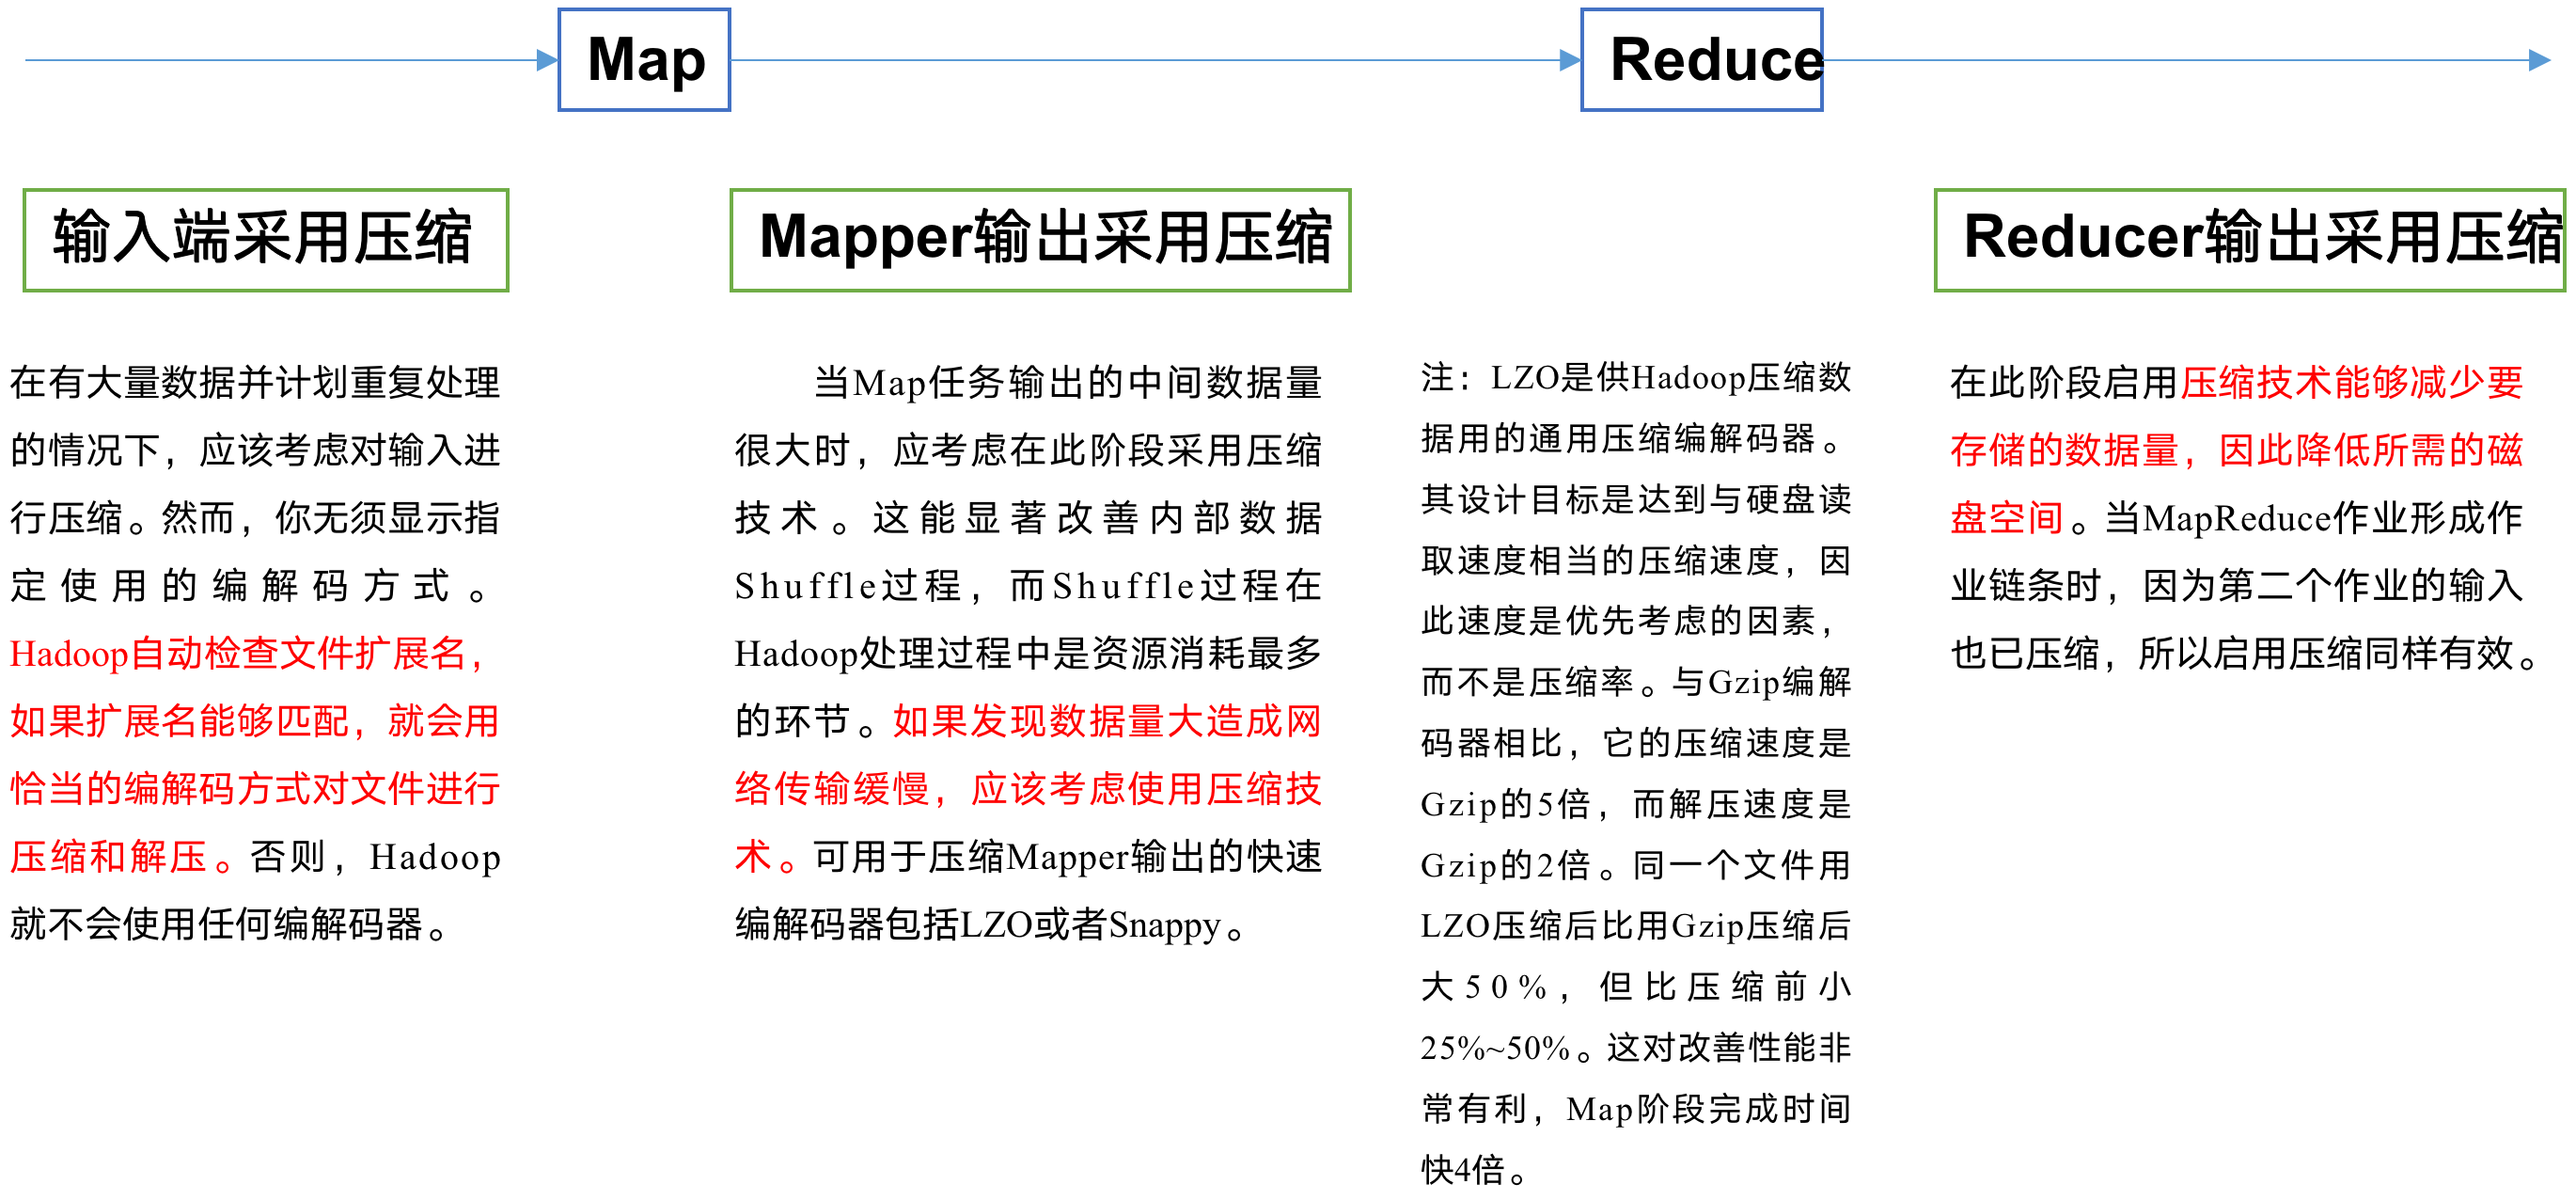 Map
Reduce
输入端采用压缩
Mapper输出采用压缩
Reducer输出采用压缩
在有大量数据并计划重复处理
的情况下，应该考虑对输入进
行压缩。然而，你无须显示指
定使用的编解码方式。
Hadoop自动检查文件扩展名，
如果扩展名能够匹配，就会用
恰当的编解码方式对文件进行
压缩和解压。否则，Hadoop
就不会使用任何编解码器。
当Map任务输出的中间数据量
很大时，应考虑在此阶段采用压缩
技术。这能显著改善内部数据
Shuffle过程，而Shuffle过程在
Hadoop处理过程中是资源消耗最多
的环节。如果发现数据量大造成网
络传输缓慢，应该考虑使用压缩技
术。可用于压缩Mapper输出的快速
编解码器包括LZO或者Snappy。
注：LZO是供Hadoop压缩数
据用的通用压缩编解码器。
其设计目标是达到与硬盘读
取速度相当的压缩速度，因
此速度是优先考虑的因素，
而不是压缩率。与Gzip编解
码器相比，它的压缩速度是
Gzip的5倍，而解压速度是
Gzip的2倍。同一个文件用
LZO压缩后比用Gzip压缩后
大50%，但比压缩前小
25%~50%。这对改善性能非
常有利，Map阶段完成时间
快4倍。
在此阶段启用压缩技术能够减少要
存储的数据量，因此降低所需的磁
盘空间。当MapReduce作业形成作
业链条时，因为第二个作业的输入
也已压缩，所以启用压缩同样有效。